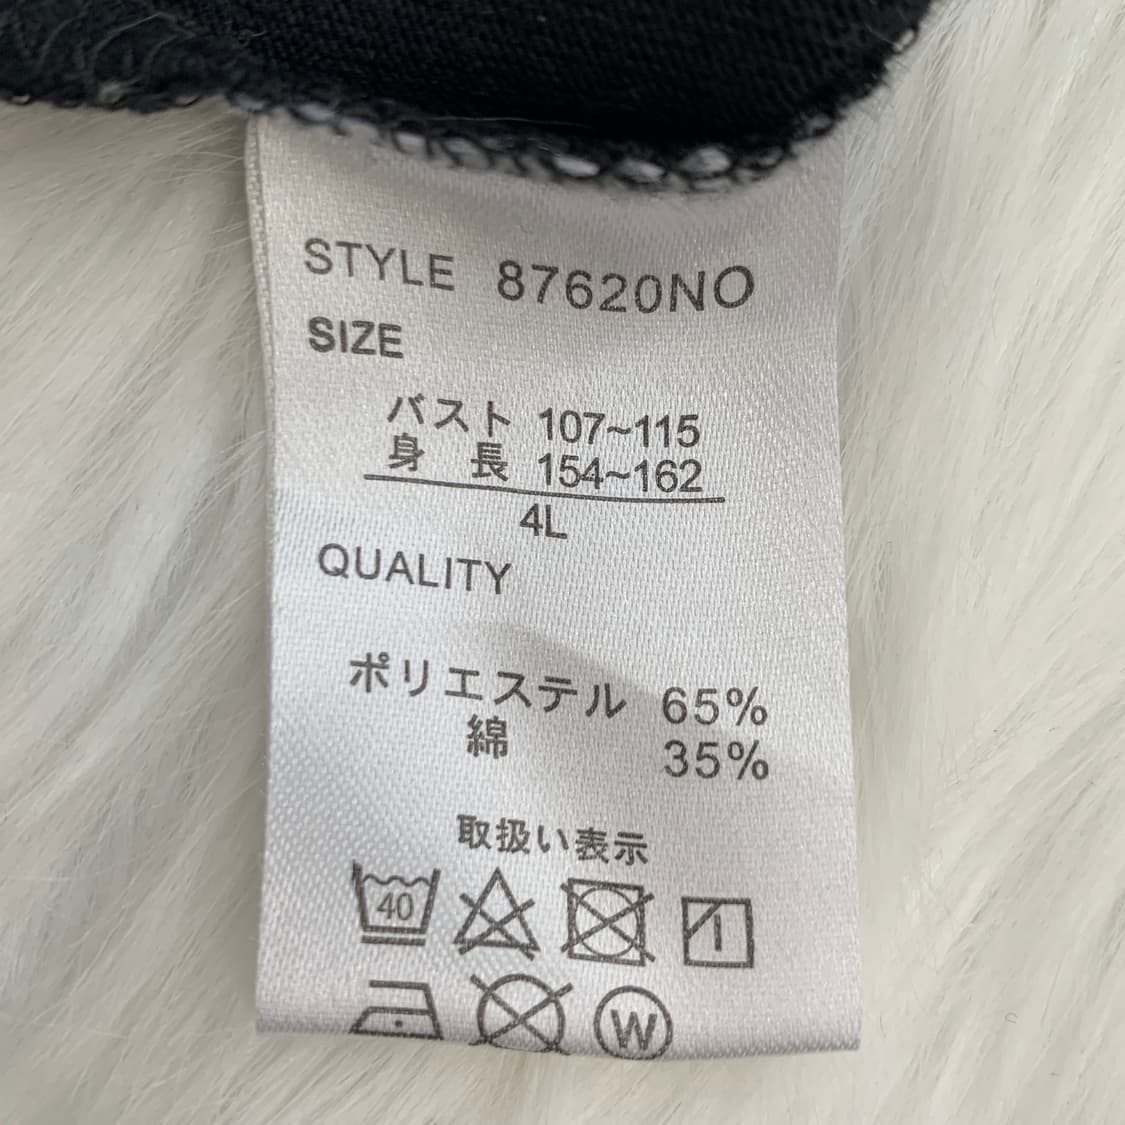 STYLE 87620NO
SIZE
バスト 107~115
身 長 154~162
4L
QUALITY
ポリエステル 65%
綿 35%
取扱い表示
40
W